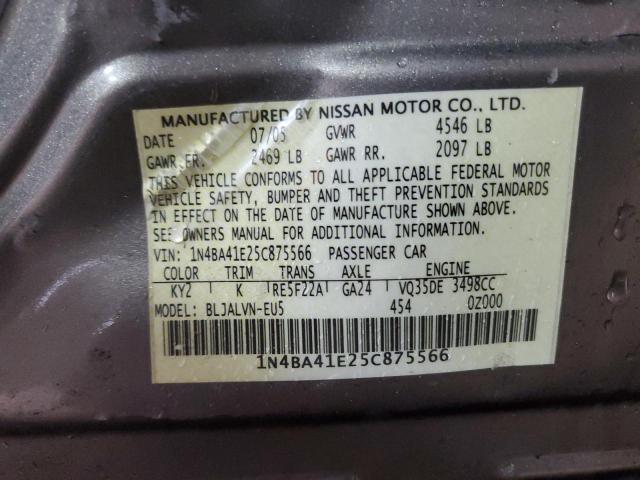 MANUFACTURED BY NISSAN MOTOR CO., LTD.
DATE 07/05 GVWR 4546 LB
GAWR FR. 2469 LB GAWR RR. 2097 LB
THIS VEHICLE CONFORMS TO ALL APPLICABLE FEDERAL MOTOR
VEHICLE SAFETY, BUMPER AND THEFT PREVENTION STANDARDS
IN EFFECT ON THE DATE OF MANUFACTURE SHOWN ABOVE.
SEE OWNERS MANUAL FOR ADDITIONAL INFORMATION.
VIN: 1N4BA41E25C875566 PASSENGER CAR
COLOR TRIM TRANS AXLE ENGINE
KY2 K RE5F22A GA24 VQ35DE 3498CC
MODEL: BLJALVN-EU5 454 0Z000
1N4BA41E25C875566